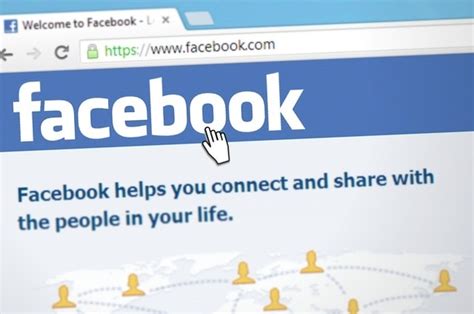 Welcome to Facebook - L
https://www.facebook.com
facebook
Facebook helps you connect and share with
the people in your life.